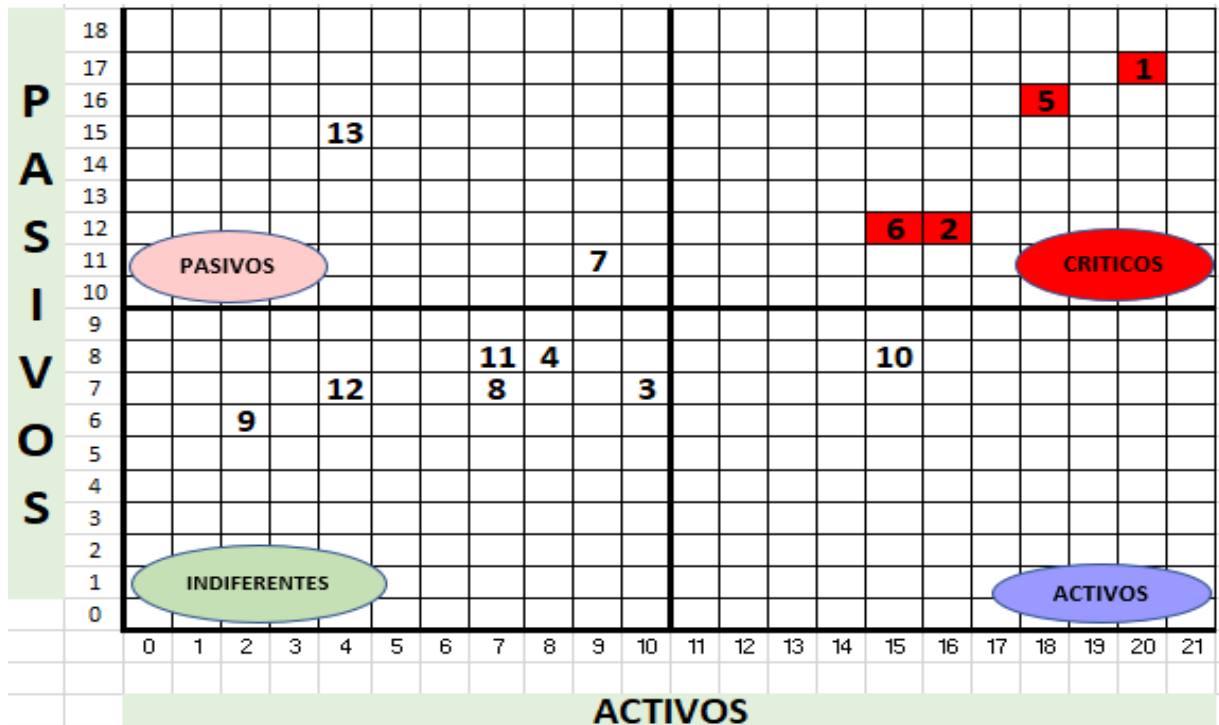 PASIVOS
18
17 1
16 5
15 13
14
13
12 6 2
11 PASIVOS 7 CRITICOS
10
9
8 11 4 10
7 12 8 3
6 9
5
4
3
2
1 INDIFERENTES ACTIVOS
0
0 1 2 3 4 5 6 7 8 9 10 11 12 13 14 15 16 17 18 19 20 21
ACTIVOS